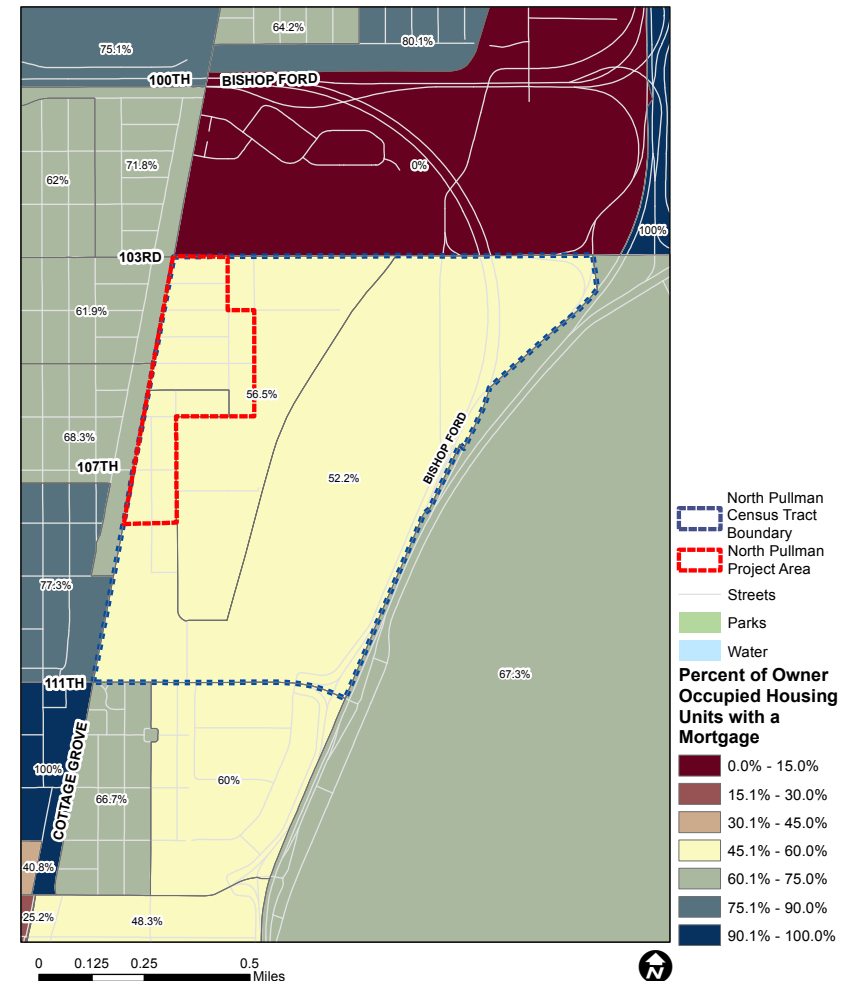 64.2%
75.1%
80.1%
100TH
BISHOP FORD
71.8%
62%
0%
100%
103RD
61.9%
56.5%
68.3%
BISHOP FORD
107TH
52.2%
77.3%
67.3%
111TH
100%
COTTAGE GROVE
66.7%
60%
40.8%
25.2%
48.3%
North Pullman
Census Tract
Boundary
North Pullman
Project Area
Streets
Parks
Water
Percent of Owner
Occupied Housing
Units with a
Mortgage
0.0% - 15.0%
15.1% - 30.0%
30.1% - 45.0%
45.1% - 60.0%
60.1% - 75.0%
75.1% - 90.0%
90.1% - 100.0%
0 0.125 0.25 0.5
Miles
N